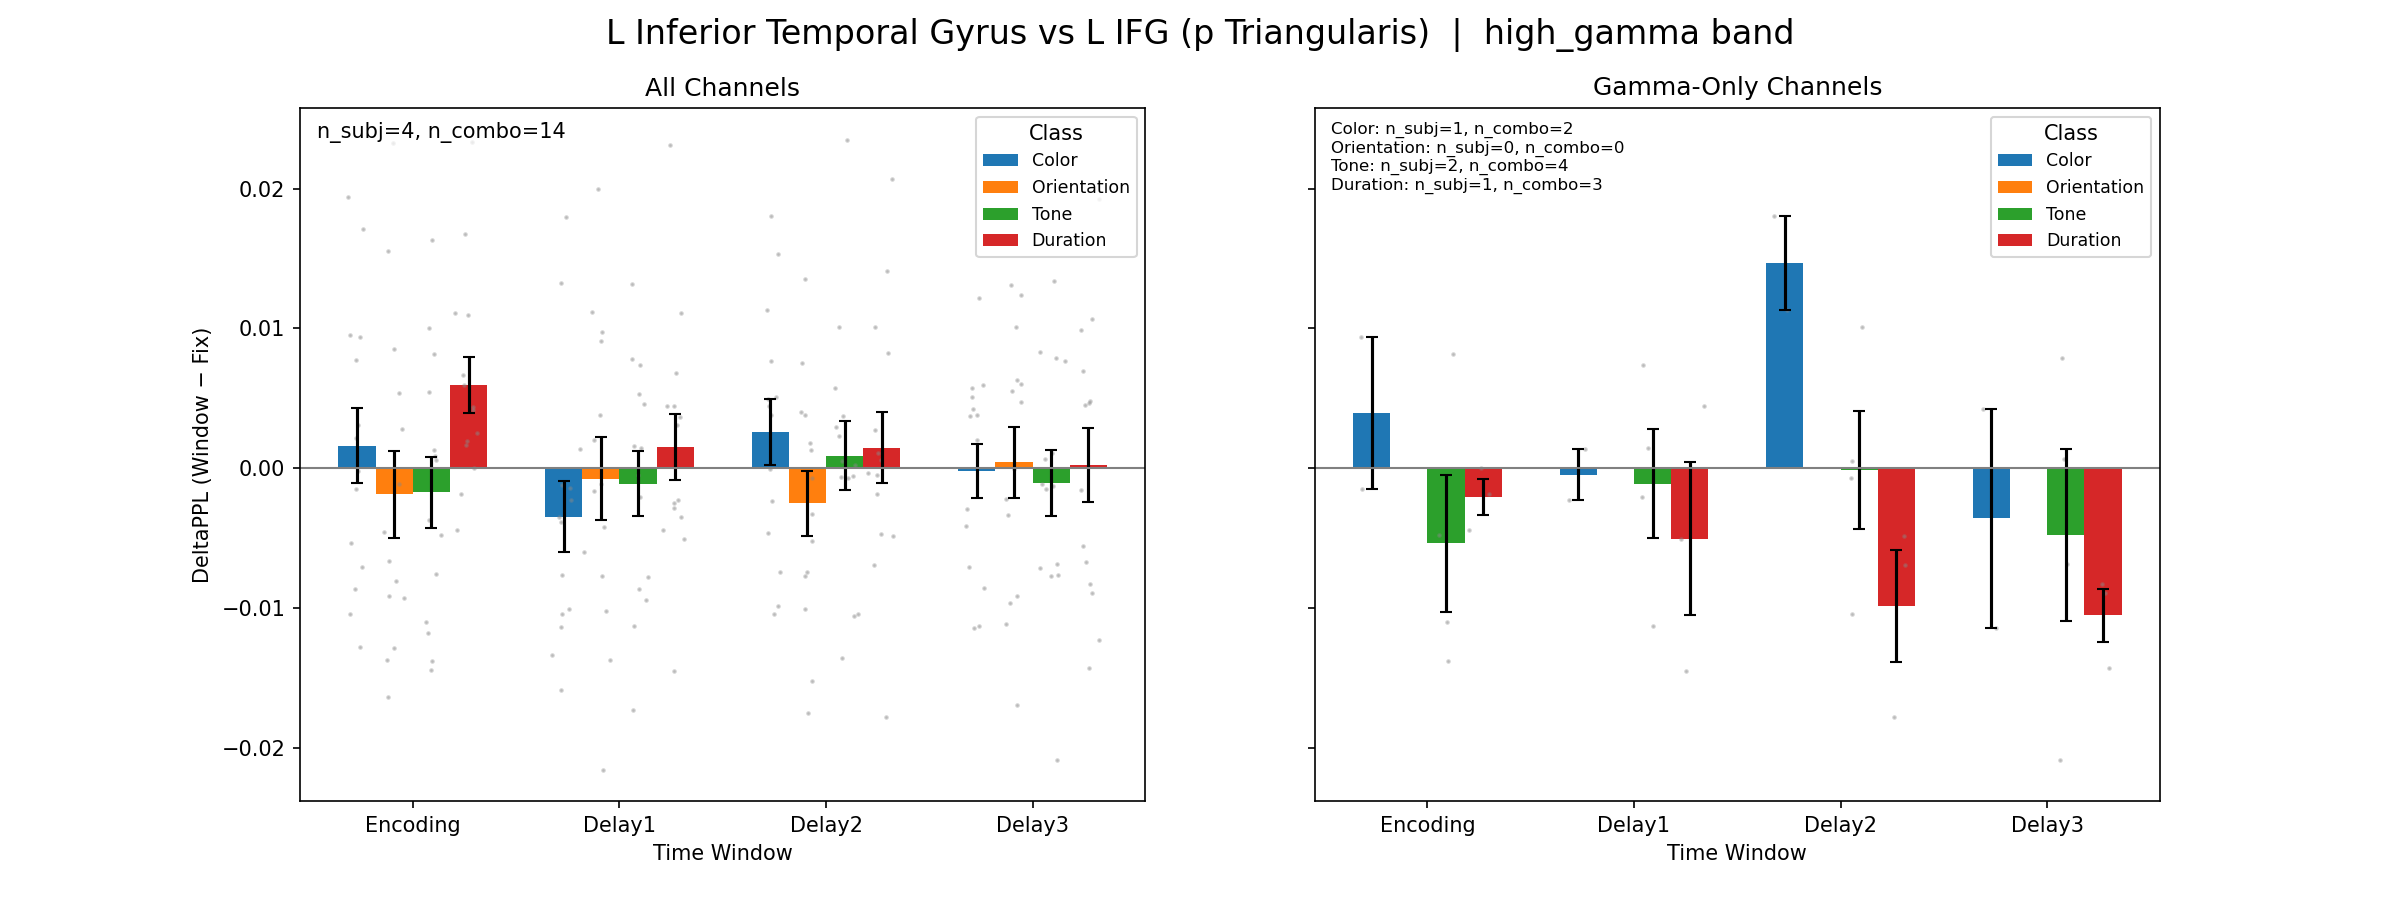 L Inferior Temporal Gyrus vs L IFG (p Triangularis) | high_gamma band
All Channels
n_subj=4, n_combo=14
Class
Color
Orientation
Tone
Duration
0.02
0.01
0.00
−0.01
−0.02
DeltaPPL (Window − Fix)
Encoding
Delay1
Delay2
Delay3
Time Window
Gamma-Only Channels
Color: n_subj=1, n_combo=2
Orientation: n_subj=0, n_combo=0
Tone: n_subj=2, n_combo=4
Duration: n_subj=1, n_combo=3
Class
Color
Orientation
Tone
Duration
Encoding
Delay1
Delay2
Delay3
Time Window